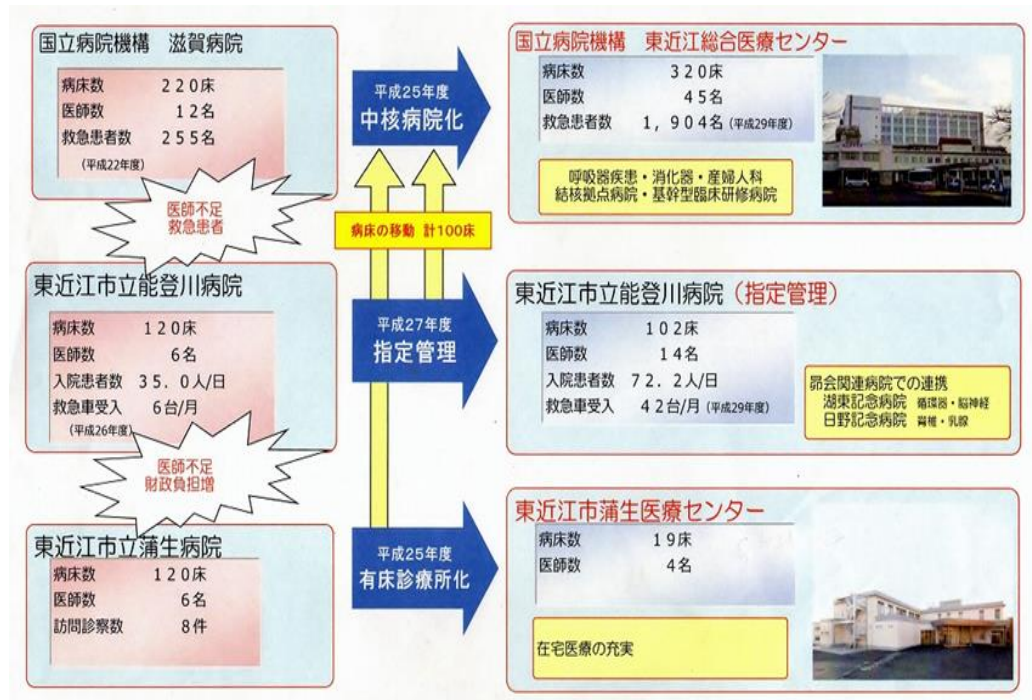 国立病院機構　滋賀病院
病床数　２２０床
医師数　１２名
救急患者数　２５５名
(平成22年度)
医師不足
救急患者
東近江市立能登川病院
病床数　１２０床
医師数　６名
入院患者数　３５．０人/日
救急車受入　６台/月
(平成26年度)
医師不足
財政負担増
東近江市立蒲生病院
病床数　１２０床
医師数　６名
訪問診察数　８件
平成25年度
中核病院化
病床の移動 計100床
平成27年度
指定管理
平成25年度
有床診療所化
国立病院機構　東近江総合医療センター
病床数　３２０床
医師数　４５名
救急患者数　１，９０４名 (平成29年度)
呼吸器疾患・消化器・産婦人科
結核拠点病院・基幹型臨床研修病院
東近江市立能登川病院（指定管理）
病床数　１０２床
医師数　１４名
入院患者数　７２．２人/日
救急車受入　４２台/月 (平成29年度)
昴会関連病院での連携
湖東記念病院　循環器・脳神経
日野記念病院　脊椎・乳腺
東近江市蒲生医療センター
病床数　１９床
医師数　４名
在宅医療の充実